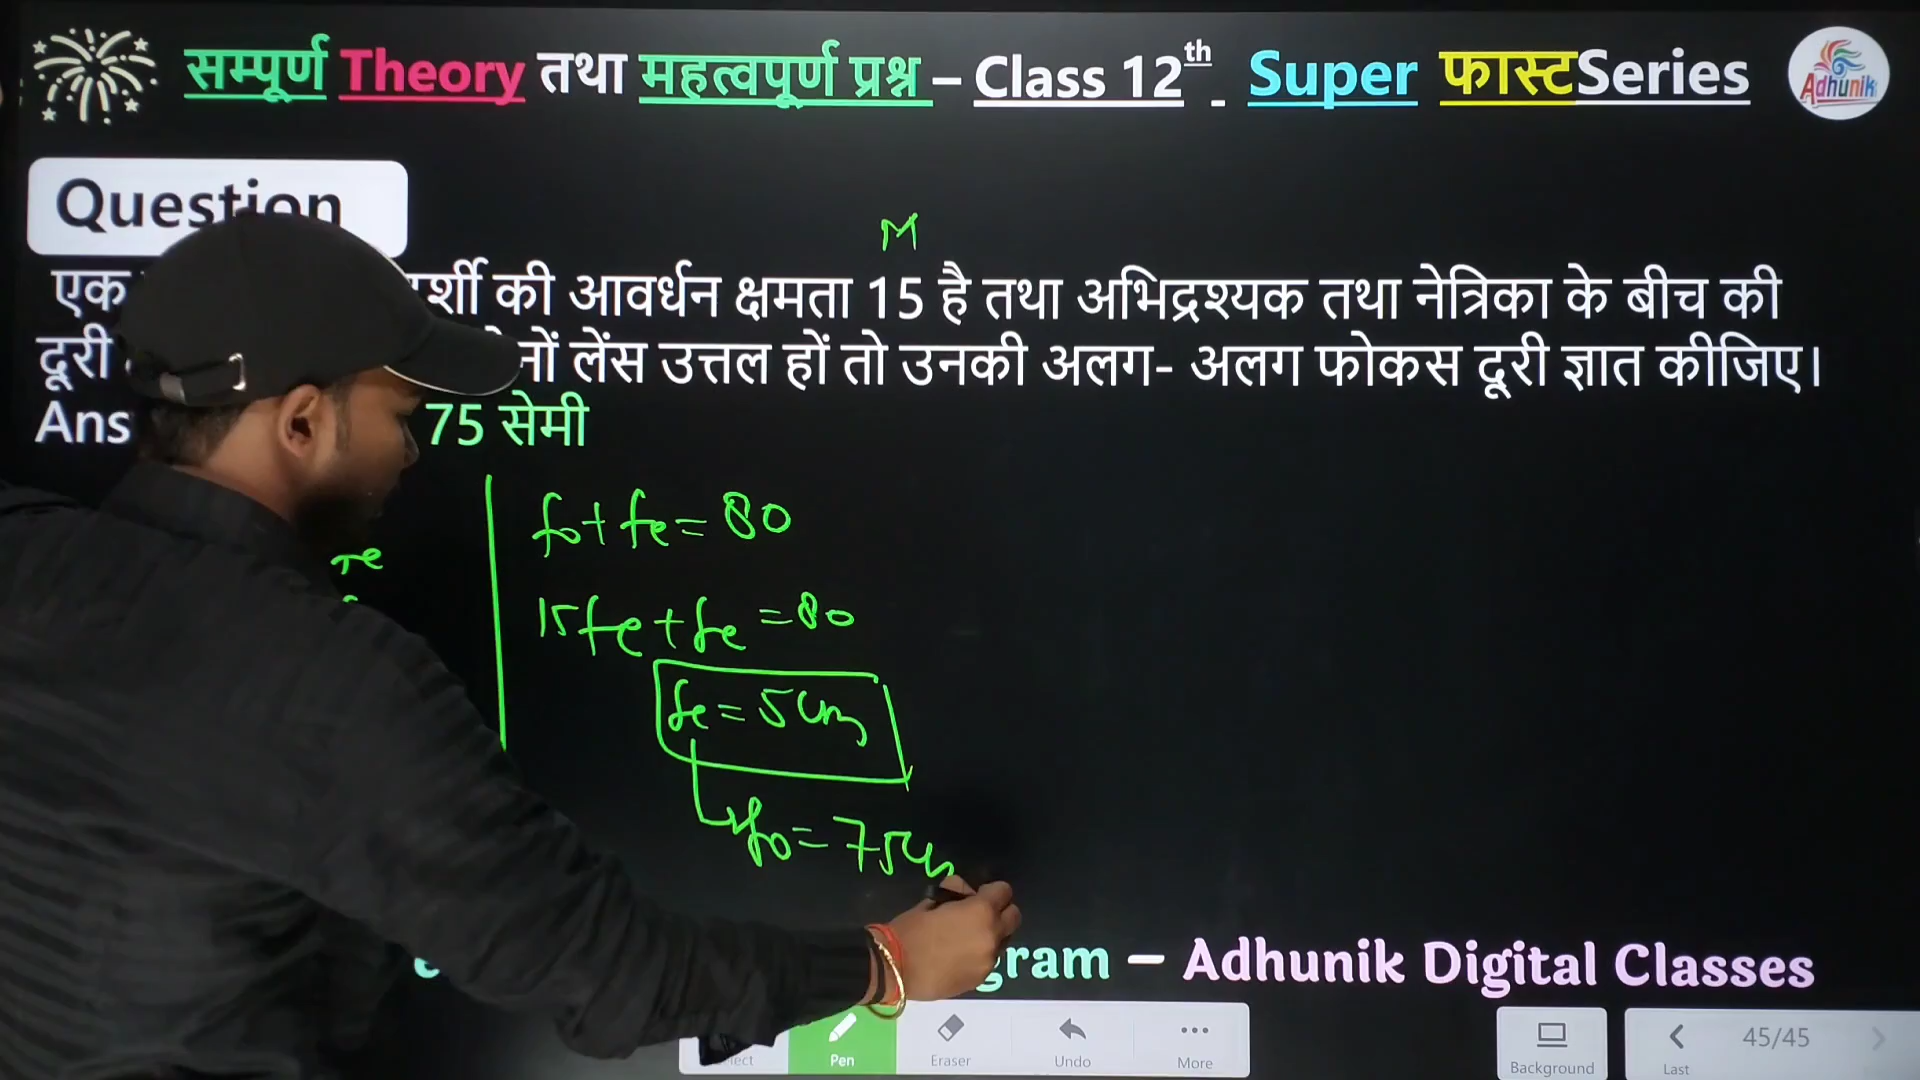 सम्पूर्ण Theory तथा महत्वपूर्ण प्रश्न – Class 12th - Super फास्टSeries
Adhunik
Question
M
एक र्शी की आवर्धन क्षमता 15 है तथा अभिद्रश्यक तथा नेत्रिका के बीच की
दूरी नों लेंस उत्तल हों तो उनकी अलग- अलग फोकस दूरी ज्ञात कीजिए।
Ans 75 सेमी
fo+fe=80
15fe+fe=80
fe=5cm
fo=75cm
gram – Adhunik Digital Classes
Pen
Eraser
Undo
More
Background
Last
45/45